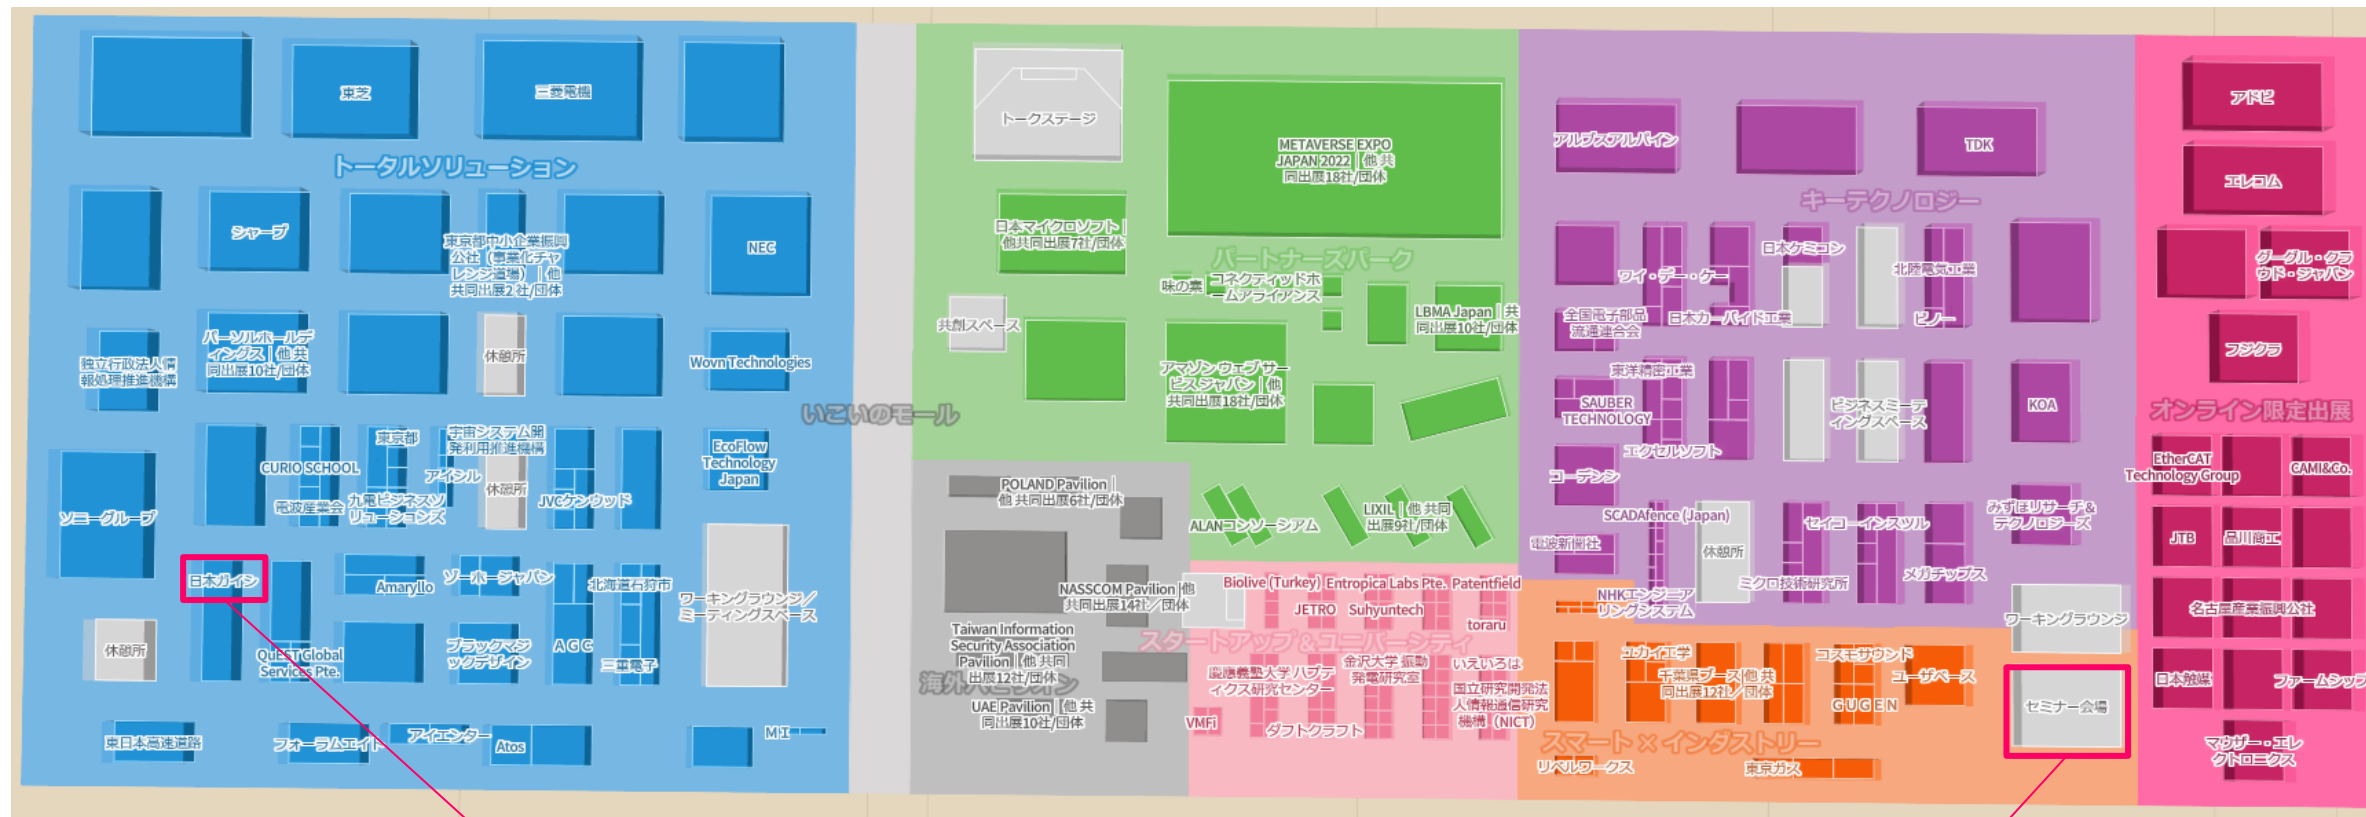 東芝
三菱電機
トータルソリューション
シャープ
東京都中小企業振興
公社（事業化チャ
レンジ道場）｜他
共同出展2 社/団体
NEC
独立行政法人情
報処理推進機構
パーソルホールデ
ィングス｜他 共
同出展10社/団体
休憩所
Wovn Technologies
いこいのモール
CURIO SCHOOL
東京都
宇宙システム開
発利用推進機構
アイシル
休憩所
電波産業会
九電ビジネスソ
リューションズ
JVCケンウッド
EcoFlow
Technology
Japan
ソニーグループ
日本ガイシ
Amaryllo
ゾーホージャパン
北海道石狩市
ワーキングラウンジ／
ミーティングスペース
休憩所
QuEST Global
Services Pte.
ブラックマジ
ックデザイン
ＡＧＣ
三重電子
東日本高速道路
フォーラムエイト
アイエンター
Atos
ＭＩ
トークステージ
METAVERSE EXPO
JAPAN 2022｜他 共
同出展18社/団体
日本マイクロソフト｜
他 共同出展7社/団体
パートナーズパーク
味の素
コネクティッドホ
ームアライアンス
共創スペース
LBMA Japan｜共
同出展10社/団体
アマゾン ウェブ サー
ビス ジャパン｜他
共同出展18社/団体
ALANコンソーシアム
LIXIL｜他 共同
出展9社/団体
POLAND Pavilion｜
他 共同出展6社/団体
NASSCOM Pavilion |他
共同出展14社／団体
Taiwan Information
Security Association
Pavilion｜他 共同
出展12社/団体
海外パビリオン
UAE Pavilion｜他 共
同出展10社/団体
Biolive (Turkey)
Entropica Labs Pte.
Patentfield
JETRO
Suhyuntech
toraru
スタートアップ＆ユニバーシティ
慶應義塾大学 ハプテ
ィクス研究センター
金沢大学 振動
発電研究室
いえいろは
国立研究開発法
人情報通信研究
機構（NICT）
VMFi
ダフトクラフト
アルプスアルパイン
TDK
キーテクノロジー
日本ケミコン
ワイ・デー・ケー
北陸電気工業
全国電子部品
流通連合会
日本カーバイド工業
ピノー
東洋精密工業
SAUBER
TECHNOLOGY
ビジネスミーテ
ィングスペース
KOA
エクセルソフト
コーデンシ
SCADAfence (Japan)
セイコーインスツル
みずほリサーチ＆
テクノロジーズ
電波新聞社
休憩所
ミクロ技術研究所
メガチップス
NHKエンジニア
リングシステム
ワーキングラウンジ
ユカイ工学
千葉県ブース|他 共
同出展12社／団体
コスモサウンド
ユーザベース
ＧＵＧＥＮ
セミナー会場
スマート × インダストリー
リベルワークス
東京ガス
アドビ
エレコム
グーグル・クラ
ウド・ジャパン
フジクラ
オンライン限定出展
EtherCAT
Technology Group
CAMI&Co.
JTB
品川商工
名古屋産業振興公社
日本触媒
ファームシップ
マウザー・エレ
クトロニクス